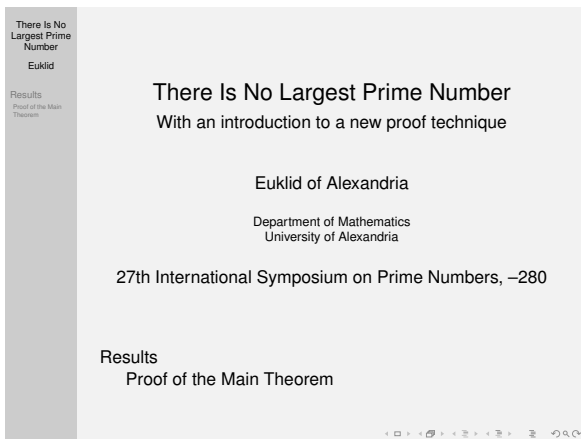 There Is No
Largest Prime
Number
Euklid
Results
Proof of the Main
Theorem
There Is No Largest Prime Number
With an introduction to a new proof technique
Euklid of Alexandria
Department of Mathematics
University of Alexandria
27th International Symposium on Prime Numbers, –280
Results
Proof of the Main Theorem